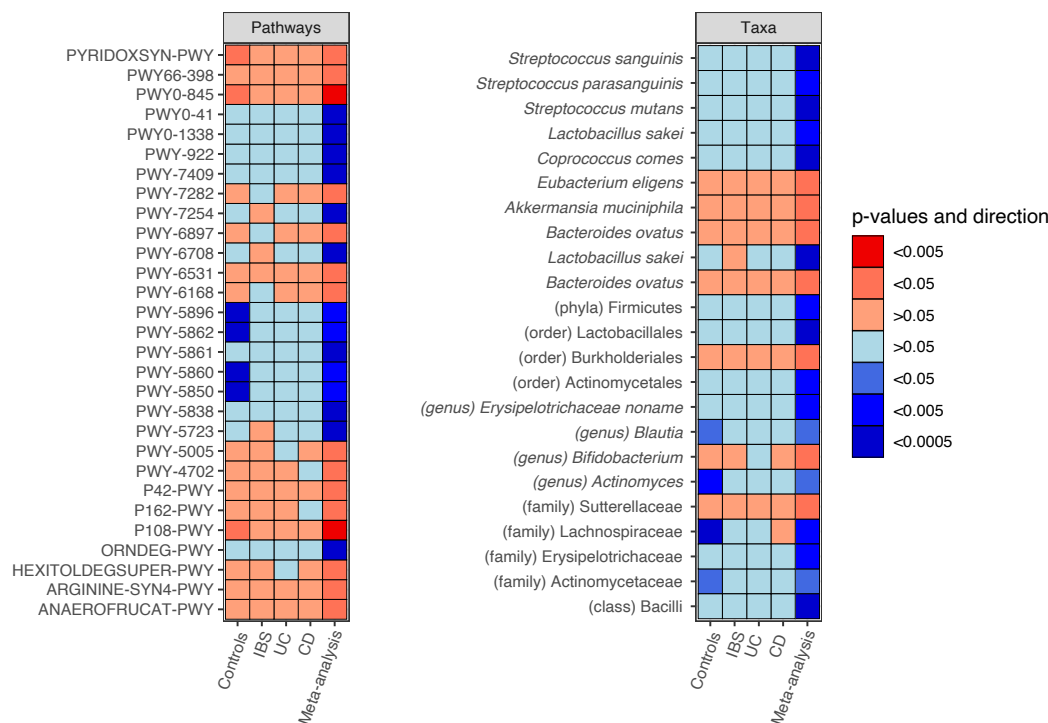 Pathways
PYRIDOXSYN-PWY
PWY66-398
PWY0-845
PWY0-41
PWY0-1338
PWY-922
PWY-7409
PWY-7282
PWY-7254
PWY-6897
PWY-6708
PWY-6531
PWY-6168
PWY-5896
PWY-5862
PWY-5861
PWY-5860
PWY-5850
PWY-5838
PWY-5723
PWY-5005
PWY-4702
P42-PWY
P162-PWY
P108-PWY
ORNDEG-PWY
HEXITOLDEGSUPER-PWY
ARGININE-SYN4-PWY
ANAEROFRUCAT-PWY
Controls
IBS
UC
CD
Meta-analysis
Taxa
Streptococcus sanguinis
Streptococcus parasanguinis
Streptococcus mutans
Lactobacillus sakei
Coprococcus comes
Eubacterium eligens
Akkermansia muciniphila
Bacteroides ovatus
Lactobacillus sakei
Bacteroides ovatus
(phyla) Firmicutes
(order) Lactobacillales
(order) Burkholderiales
(order) Actinomycetales
(genus) Erysipelotrichaceae noname
(genus) Blautia
(genus) Bifidobacterium
(genus) Actinomyces
(family) Sutterellaceae
(family) Lachnospiraceae
(family) Erysipelotrichaceae
(family) Actinomycetaceae
(class) Bacilli
Controls
IBS
UC
CD
Meta-analysis
p-values and direction
<0.005
<0.05
>0.05
>0.05
<0.05
<0.005
<0.0005